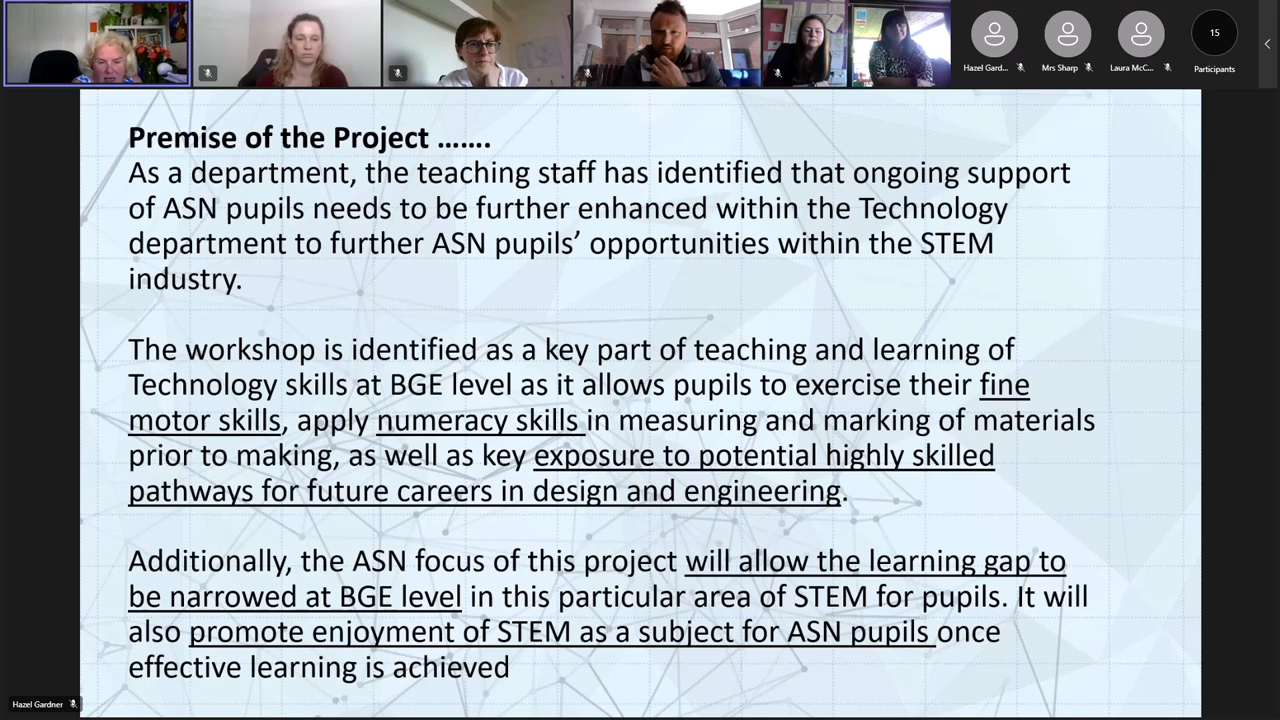 Hazel Gard...
Mrs Sharp
Laura McC...
15
Participants
Premise of the Project …….
As a department, the teaching staff has identified that ongoing support
of ASN pupils needs to be further enhanced within the Technology
department to further ASN pupils’ opportunities within the STEM
industry.
The workshop is identified as a key part of teaching and learning of
Technology skills at BGE level as it allows pupils to exercise their fine
motor skills, apply numeracy skills in measuring and marking of materials
prior to making, as well as key exposure to potential highly skilled
pathways for future careers in design and engineering.
Additionally, the ASN focus of this project will allow the learning gap to
be narrowed at BGE level in this particular area of STEM for pupils. It will
also promote enjoyment of STEM as a subject for ASN pupils once
effective learning is achieved
Hazel Gardner